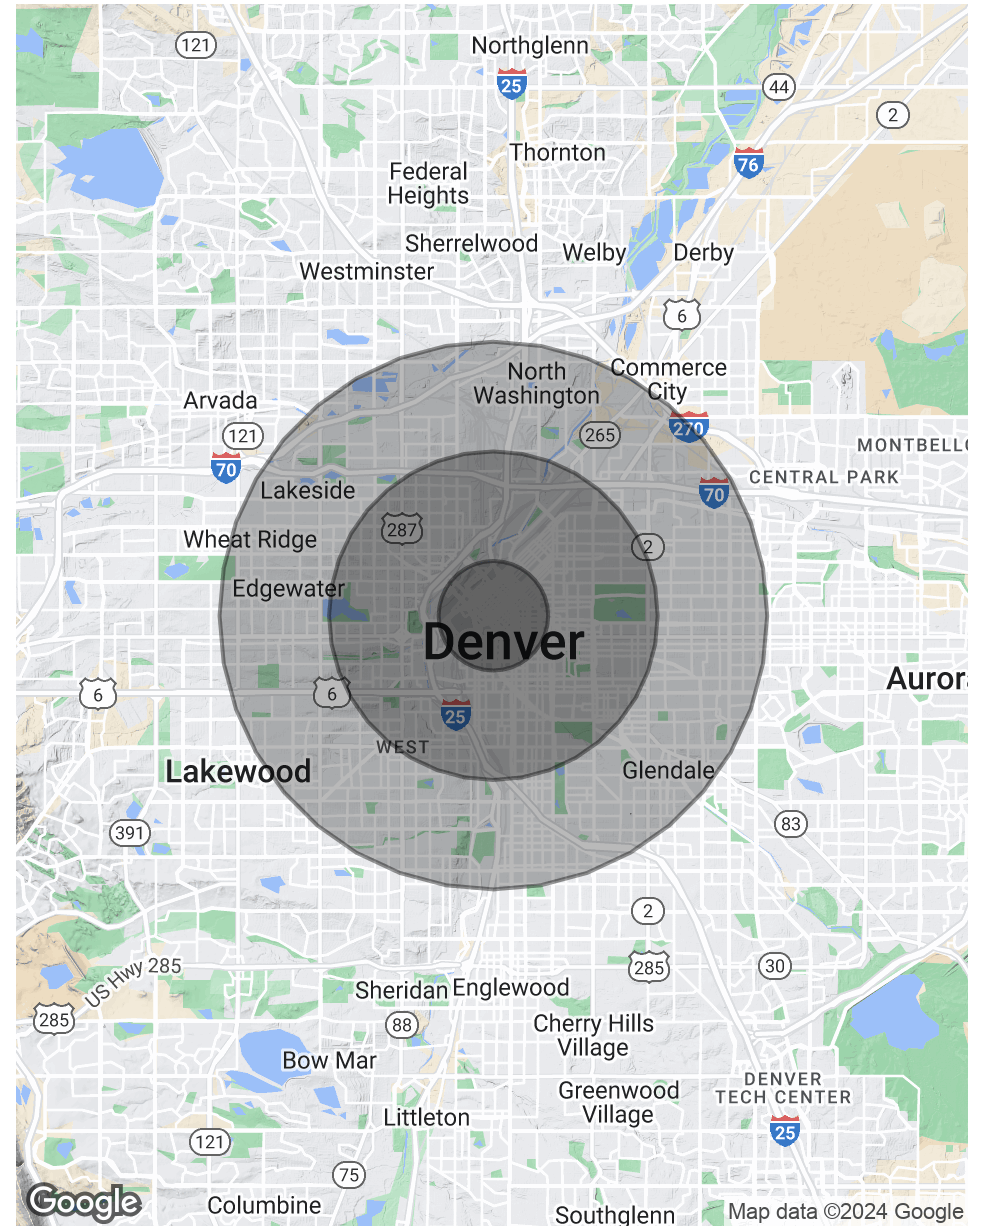 121
Northglenn
25
44
2
Thornton
76
Federal
Heights
Sherrelwood
Welby
Derby
Westminster
6
North
Washington
Commerce
City
Arvada
121
265
270
MONTBELLO
70
CENTRAL PARK
Lakeside
70
287
Wheat Ridge
2
Edgewater
Denver
Aurora
6
6
25
WEST
Lakewood
Glendale
391
83
2
US Hwy 285
285
30
Sheridan
Englewood
285
88
Cherry Hills
Village
Bow Mar
DENVER
TECH CENTER
Greenwood
Village
Littleton
25
121
75
Google
Columbine
Southglenn
Map data ©2024 Google